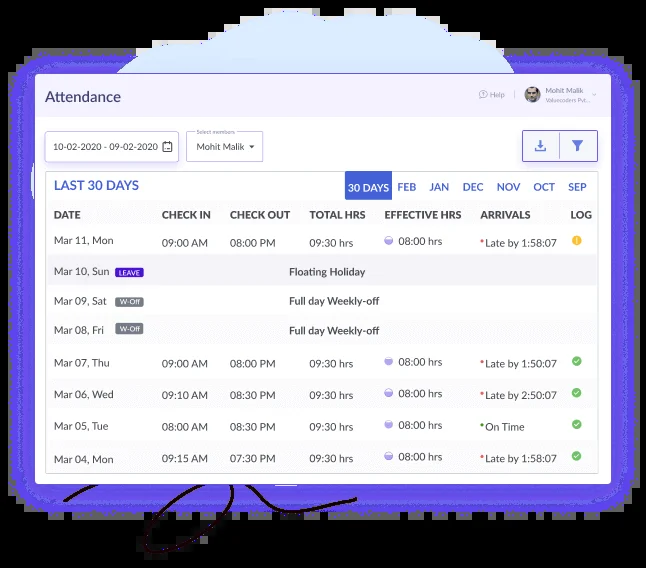 Attendance
Help
Mohit Malik
Valuecoders Pvt...
10-02-2020 - 09-02-2020
Select members
Mohit Malik
LAST 30 DAYS
30 DAYS FEB JAN DEC NOV OCT SEP
DATE CHECK IN CHECK OUT TOTAL HRS EFFECTIVE HRS ARRIVALS LOG
Mar 11, Mon 09:00 AM 08:00 PM 09:30 hrs 08:00 hrs *Late by 1:58:07
Mar 10, Sun LEAVE Floating Holiday
Mar 09, Sat W-Off Full day Weekly-off
Mar 08, Fri W-Off Full day Weekly-off
Mar 07, Thu 09:00 AM 08:00 PM 09:30 hrs 08:00 hrs *Late by 1:50:07
Mar 06, Wed 09:10 AM 08:30 PM 09:30 hrs 08:00 hrs *Late by 2:50:07
Mar 05, Tue 08:00 AM 08:30 PM 09:30 hrs 08:00 hrs *On Time
Mar 04, Mon 09:15 AM 07:30 PM 09:30 hrs 08:00 hrs *Late by 1:58:07